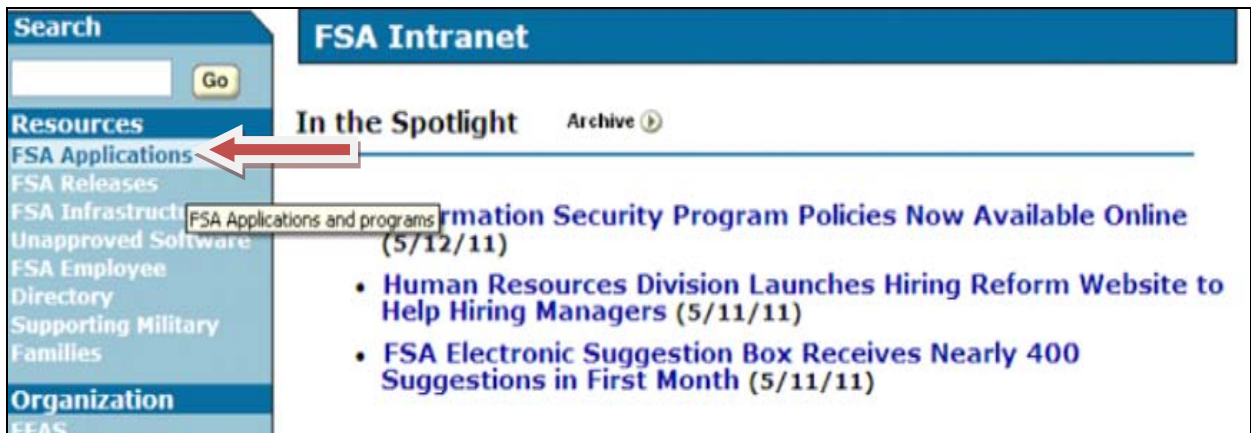 Search
Go
Resources
FSA Applications
FSA Releases
FSA
FSA Applications and programs
Unapproved Software
FSA Employee
Directory
Supporting Military
Families
Organization
FSA Intranet
In the Spotlight Archive
Security Program Policies Now Available Online
(5/12/11)
• Human Resources Division Launches Hiring Reform Website to
Help Hiring Managers (5/11/11)
• FSA Electronic Suggestion Box Receives Nearly 400
Suggestions in First Month (5/11/11)